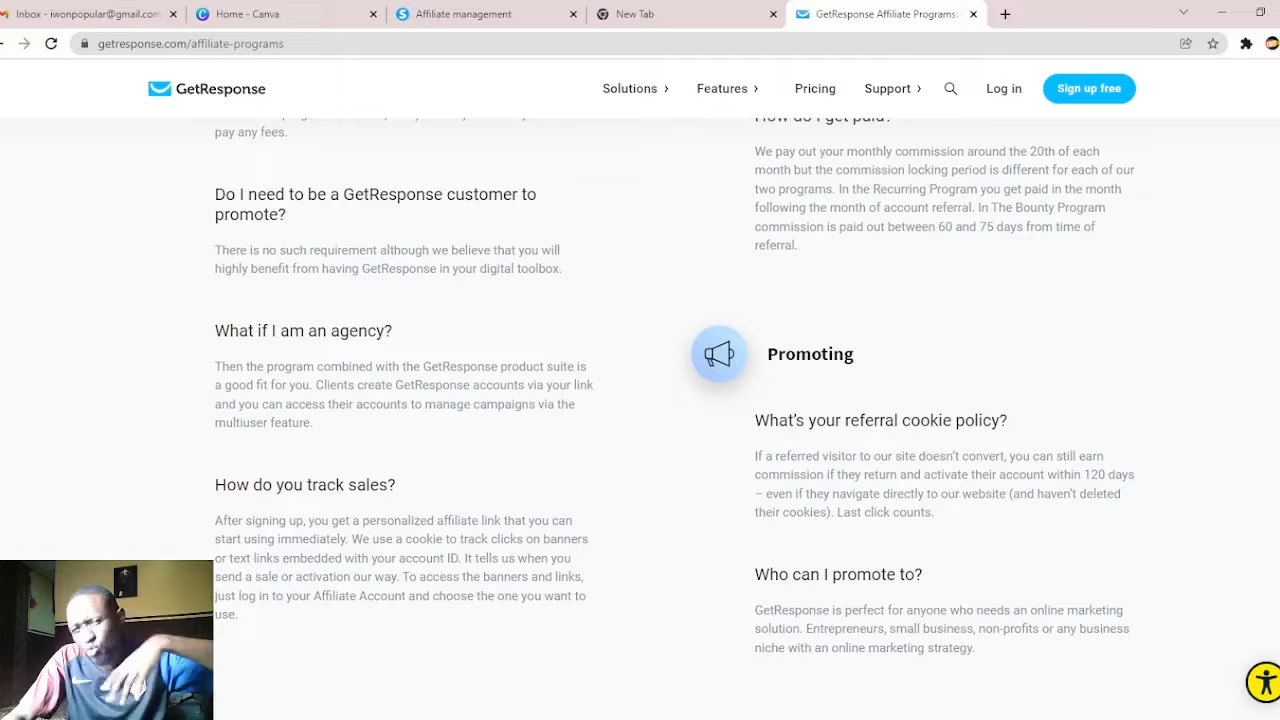 Inbox - iwonpopular@gmail.com
Home - Canva
Affiliate management
New Tab
GetResponse Affiliate Programs:
getresponse.com/affiliate-programs
GetResponse
Solutions
Features
Pricing
Support
Log in
Sign up free
pay any fees.
Do I need to be a GetResponse customer to
promote?
There is no such requirement although we believe that you will
highly benefit from having GetResponse in your digital toolbox.
What if I am an agency?
Then the program combined with the GetResponse product suite is
a good fit for you. Clients create GetResponse accounts via your link
and you can access their accounts to manage campaigns via the
multiuser feature.
How do you track sales?
After signing up, you get a personalized affiliate link that you can
start using immediately. We use a cookie to track clicks on banners
or text links embedded with your account ID. It tells us when you
send a sale or activation our way. To access the banners and links,
just log in to your Affiliate Account and choose the one you want to
use.
How do I get paid?
We pay out your monthly commission around the 20th of each
month but the commission locking period is different for each of our
two programs. In the Recurring Program you get paid in the month
following the month of account referral. In The Bounty Program
commission is paid out between 60 and 75 days from time of
referral.
Promoting
What's your referral cookie policy?
If a referred visitor to our site doesn't convert, you can still earn
commission if they return and activate their account within 120 days
– even if they navigate directly to our website (and haven't deleted
their cookies). Last click counts.
Who can I promote to?
GetResponse is perfect for anyone who needs an online marketing
solution. Entrepreneurs, small business, non-profits or any business
niche with an online marketing strategy.